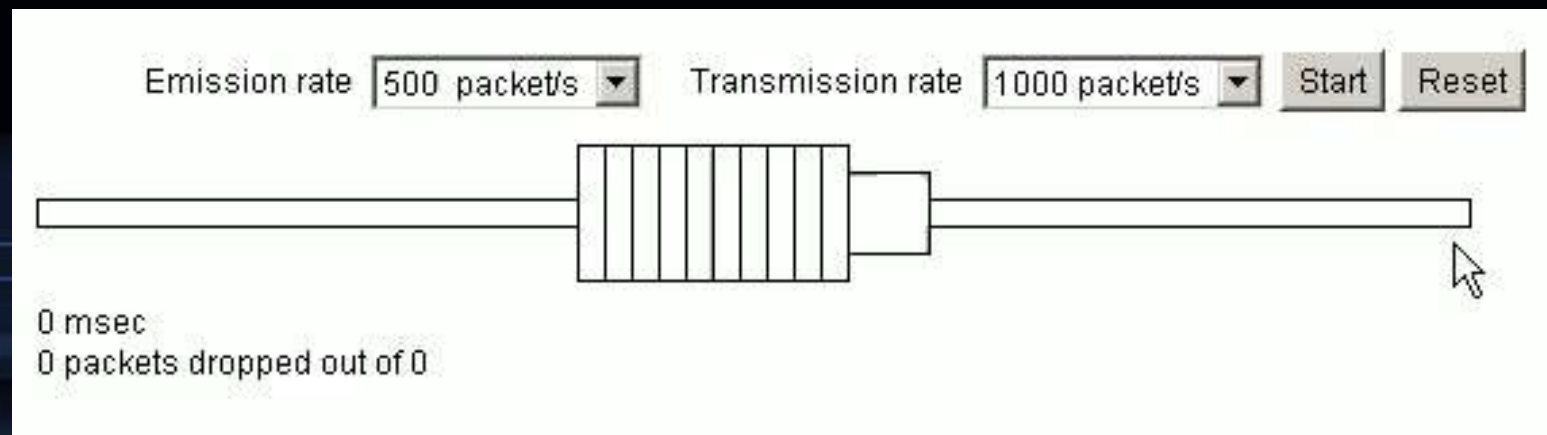 Emission rate 500 packet/s Transmission rate 1000 packet/s Start Reset
0 msec
0 packets dropped out of 0